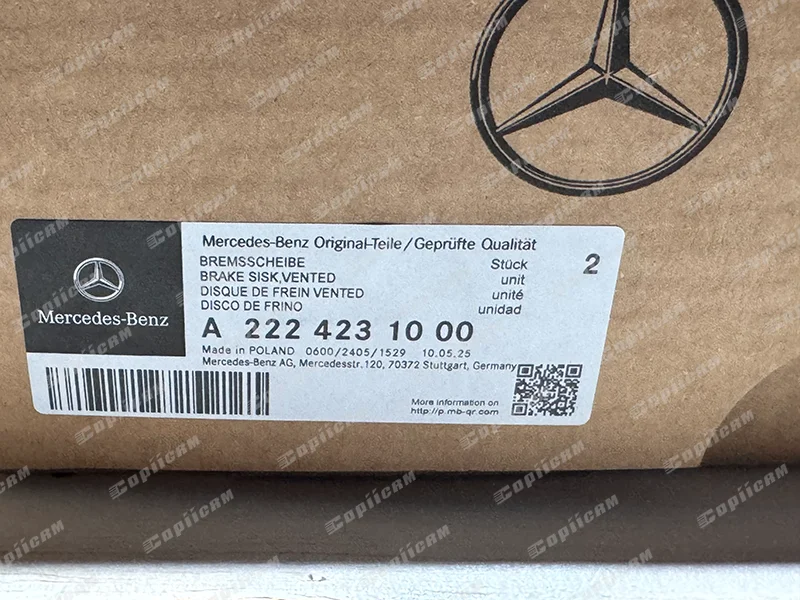 Mercedes-Benz
Mercedes-Benz Original-Teile/Geprüfte Qualität
BREMSSCHEIBE
BRAKE SISK,VENTED
DISQUE DE FREIN VENTED
DISCO DE FRINO
Stück
unit
unité
unidad
2
A 222 423 10 00
Made in POLAND 0600/2405/1529 10.05.25
Mercedes-Benz AG, Mercedesstr.120, 70372 Stuttgart, Germany
More information on
http://p.mb-qr.com
Copiicam